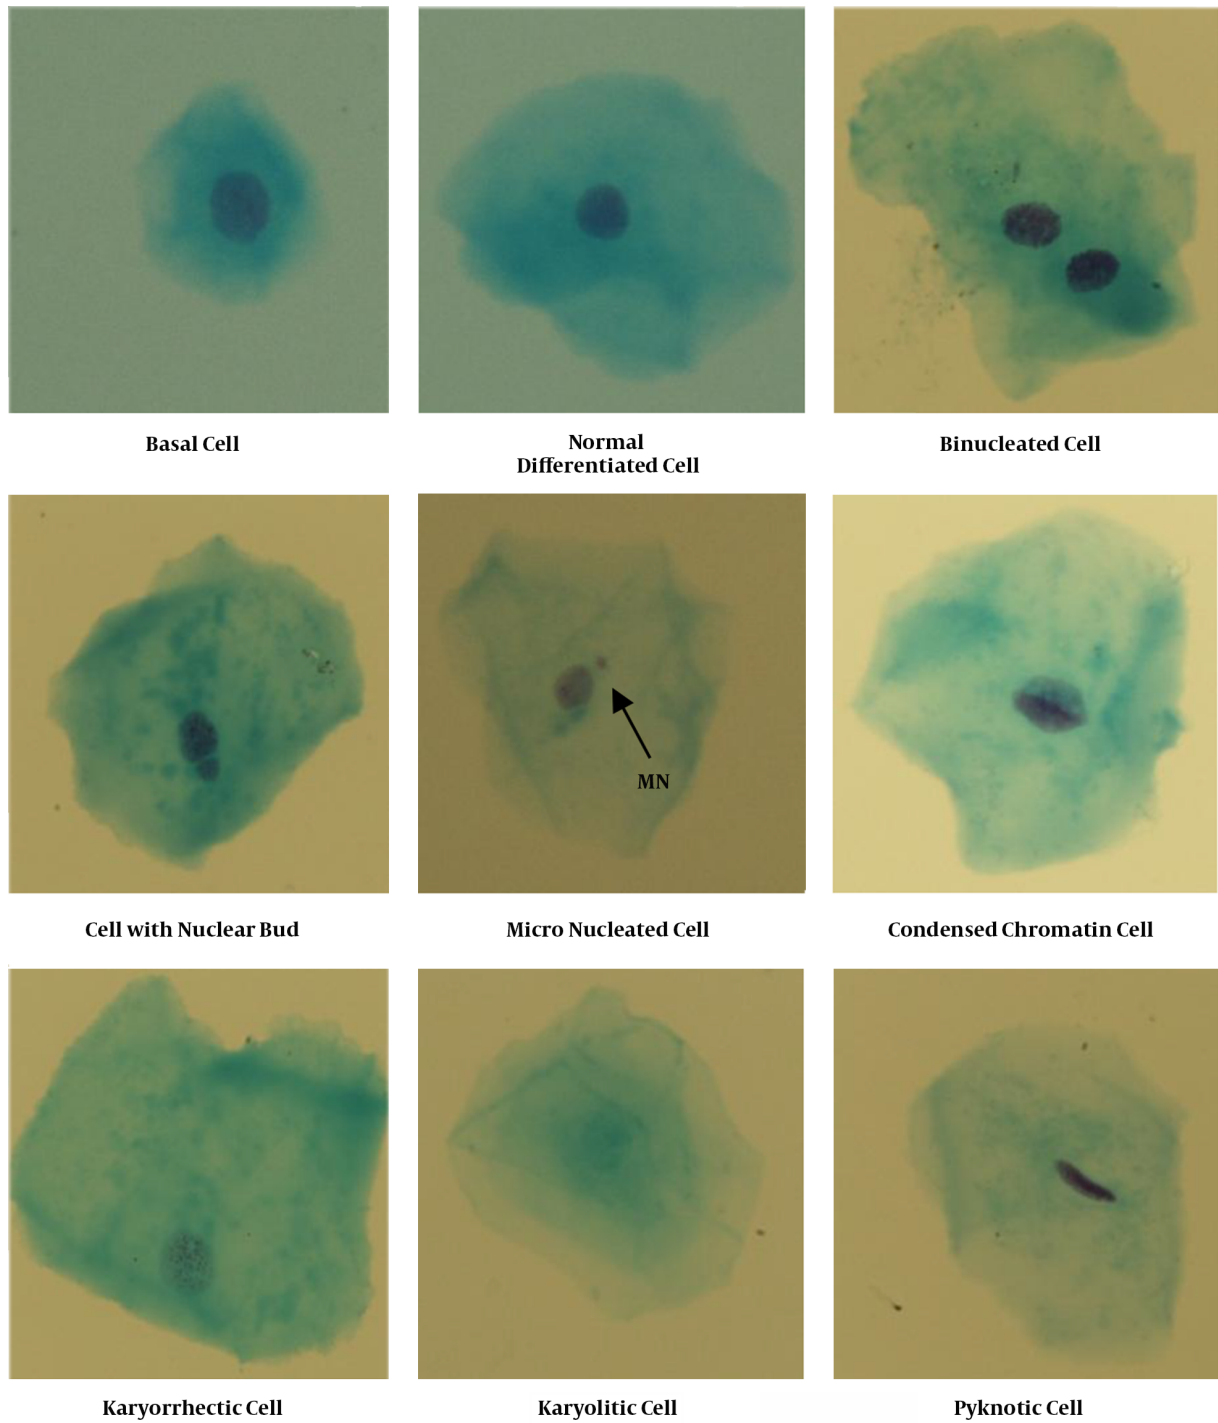 Basal Cell
Normal
Differentiated Cell
Binucleated Cell
MN
Cell with Nuclear Bud
Micro Nucleated Cell
Condensed Chromatin Cell
Karyorrhectic Cell
Karyolitic Cell
Pyknotic Cell